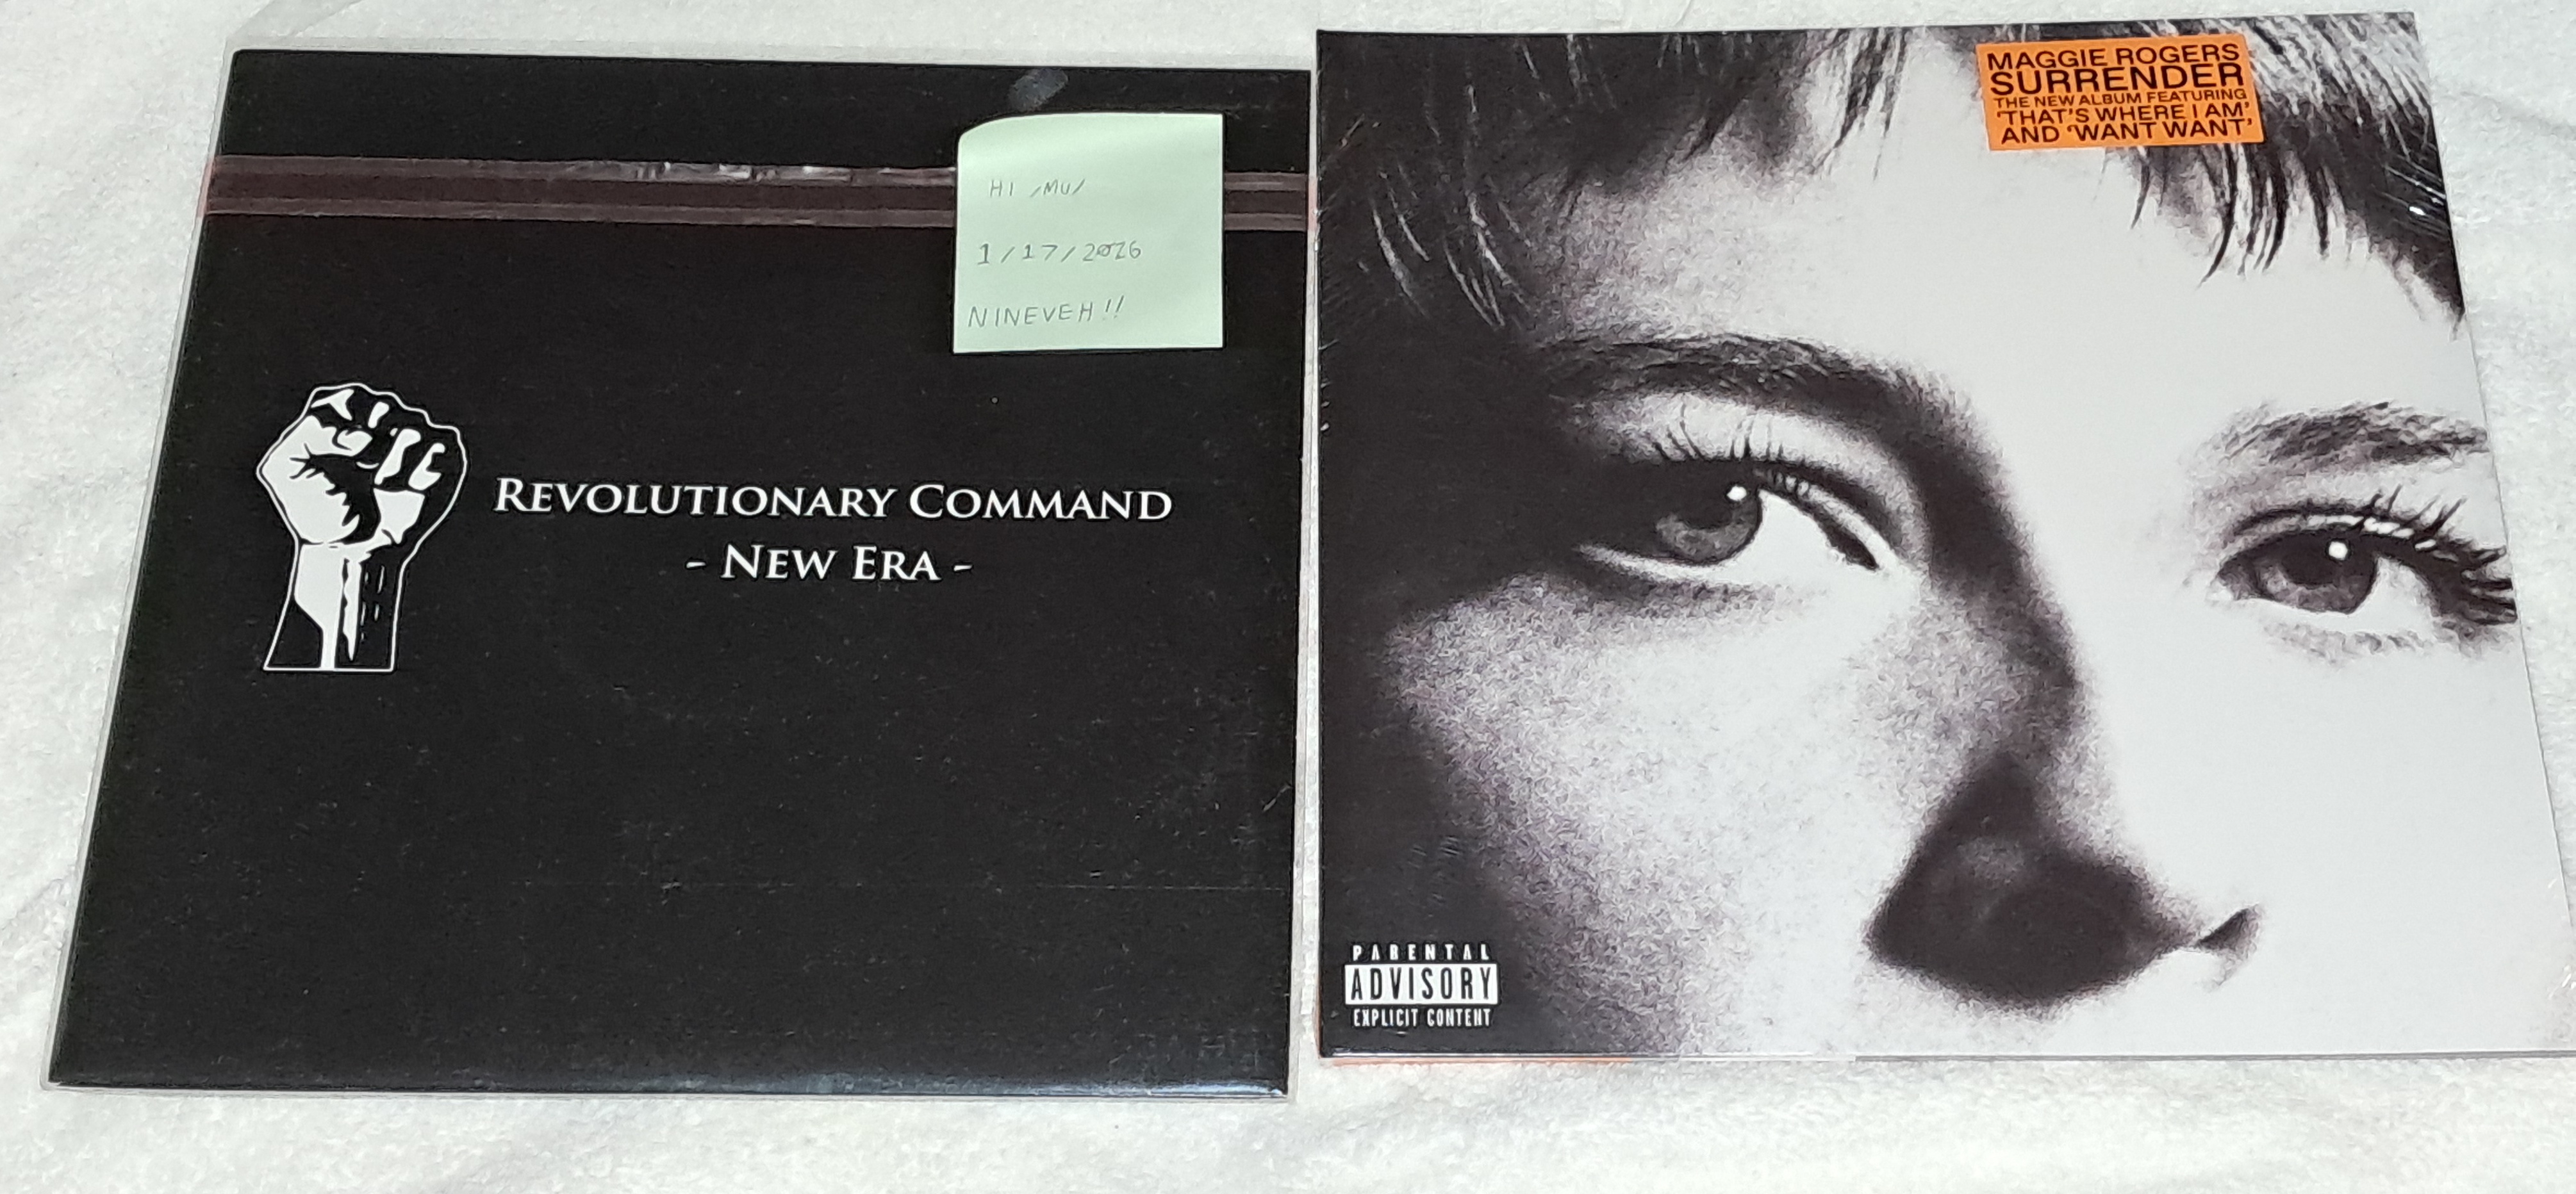 REVOLUTIONARY COMMAND
- NEW ERA -
HI /MU/
1/17/2026
NINEVEH!!
MAGGIE ROGERS
SURRENDER
THE NEW ALBUM FEATURING
'THAT'S WHERE I AM'
AND 'WANT WANT'
PARENTAL
ADVISORY
EXPLICIT CONTENT